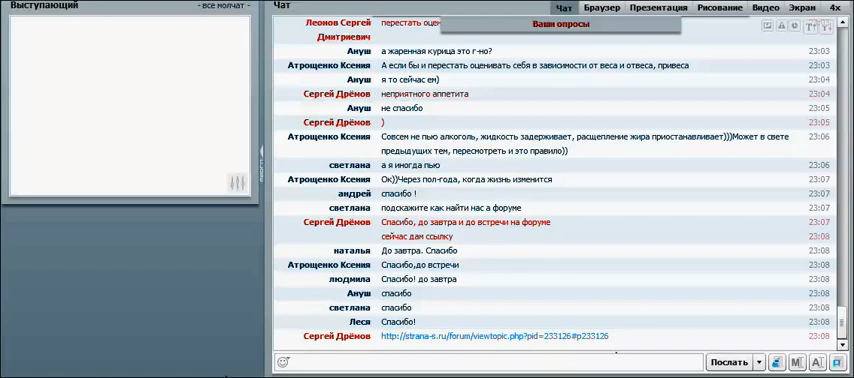 Выступающий - все молчат -
Чат
Чат Браузер Презентация Рисование Видео Экран 4x
Ваши опросы
Леонов Сергей перестать оцен
Дмитриевич
Ануш а жаренная курица это г-но? 23:03
Атрощенко Ксения А если бы и перестать оценивать себя в зависимости от веса и отвеса, привеса 23:03
Ануш я то сейчас ем) 23:04
Сергей Дрёмов неприятного аппетита 23:04
Ануш не спасибо 23:05
Сергей Дрёмов ) 23:05
Атрощенко Ксения Совсем не пью алкоголь, жидкость задерживает, расщепление жира приостанавливает)))Может в свете 23:06
предыдущих тем, пересмотреть и это правило))
светлана а я иногда пью 23:06
Атрощенко Ксения Ок))Через пол-года, когда жизнь изменится 23:07
андрей спасибо ! 23:07
светлана подскажите как найти нас а форуме 23:07
Сергей Дрёмов Спасибо, до завтра и до встречи на форуме 23:07
сейчас дам ссылку 23:08
наталья До завтра. Спасибо 23:08
Атрощенко Ксения Спасибо,до встречи 23:08
людмила Спасибо! до завтра 23:08
Ануш спасибо 23:08
светлана спасибо 23:08
Леся Спасибо! 23:08
Сергей Дрёмов http://strana-s.ru/forum/viewtopic.php?pid=233126#p233126 23:08
Послать